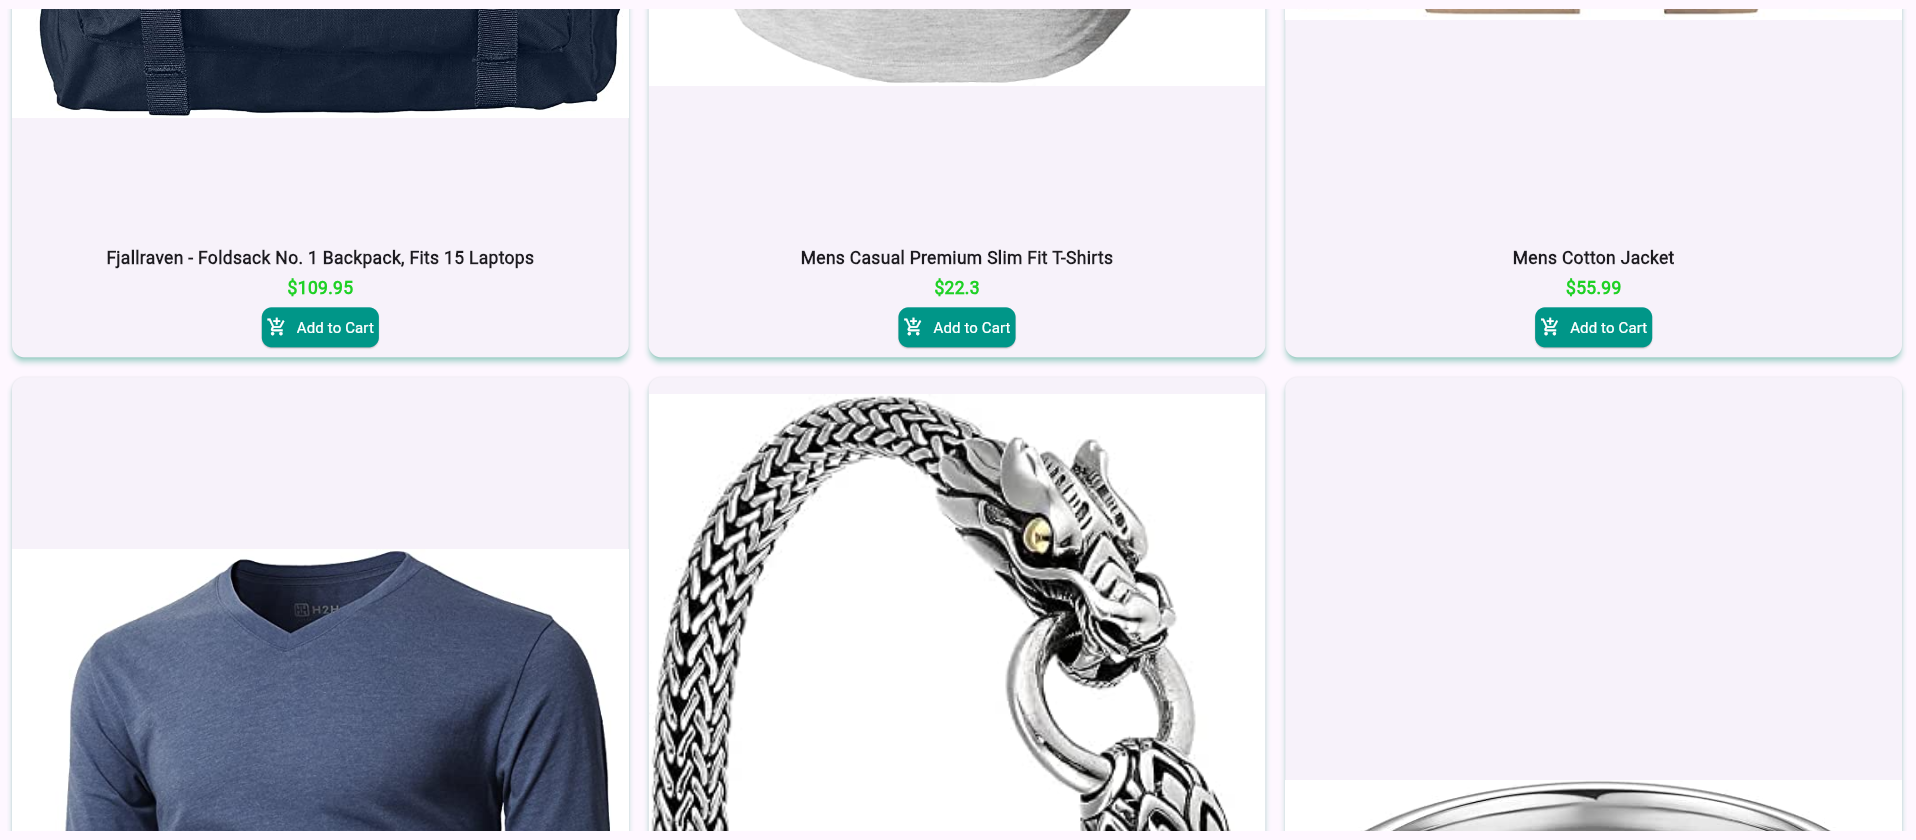 Fjallraven - Foldsack No. 1 Backpack, Fits 15 Laptops
$109.95
Add to Cart
Mens Casual Premium Slim Fit T-Shirts
$22.3
Add to Cart
Mens Cotton Jacket
$55.99
Add to Cart
H2H